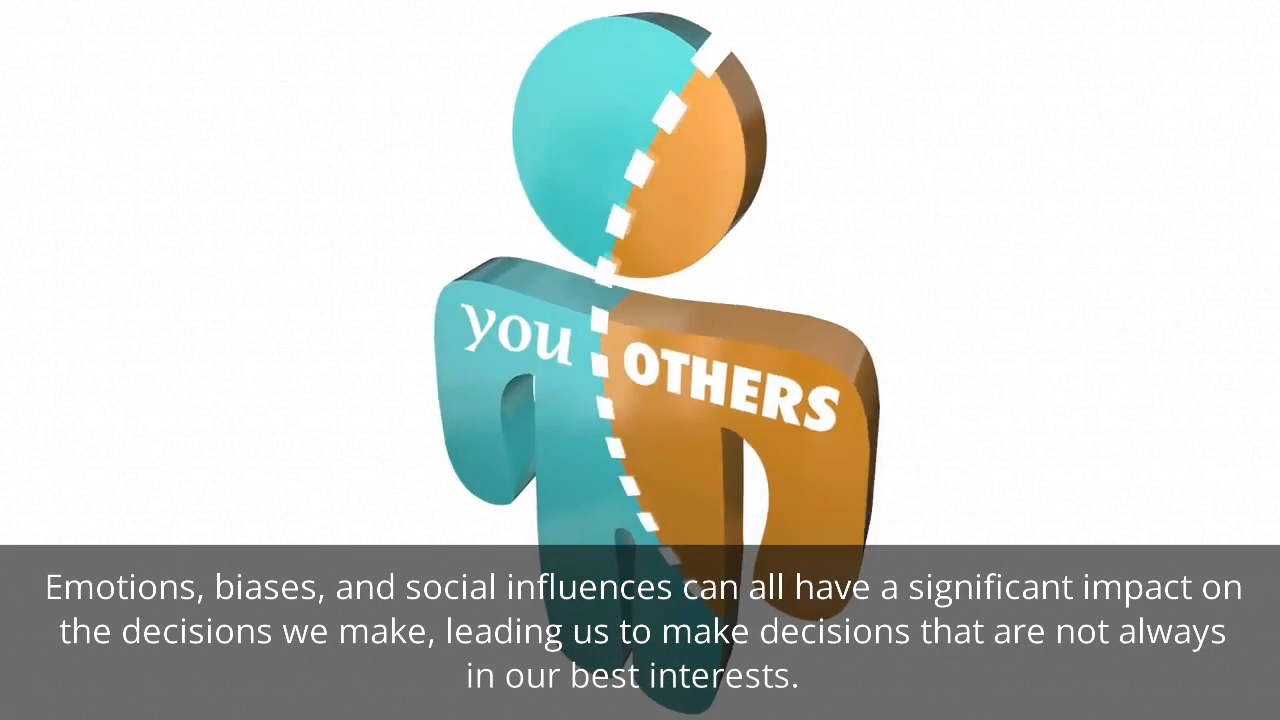 you
OTHERS
Emotions, biases, and social influences can all have a significant impact on
the decisions we make, leading us to make decisions that are not always
in our best interests.